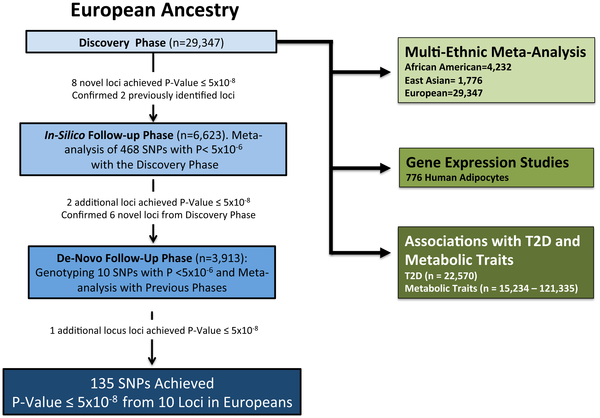 European Ancestry
Discovery Phase (n=29,347)
8 novel loci achieved P-Value ≤ 5x10⁻⁸
Confirmed 2 previously identified loci
In-Silico Follow-up Phase (n=6,623). Meta-
analysis of 468 SNPs with P< 5x10⁻⁶
with the Discovery Phase
2 additional loci achieved P-Value ≤ 5x10⁻⁸
Confirmed 6 novel loci from Discovery Phase
De-Novo Follow-Up Phase (n=3,913):
Genotyping 10 SNPs with P <5x10⁻⁶ and Meta-
analysis with Previous Phases
1 additional locus loci achieved P-Value ≤ 5x10⁻⁸
135 SNPs Achieved
P-Value ≤ 5x10⁻⁸ from 10 Loci in Europeans
Multi-Ethnic Meta-Analysis
African American=4,232
East Asian= 1,776
European=29,347
Gene Expression Studies
776 Human Adipocytes
Associations with T2D and
Metabolic Traits
T2D (n = 22,570)
Metabolic Traits (n = 15,234 – 121,335)